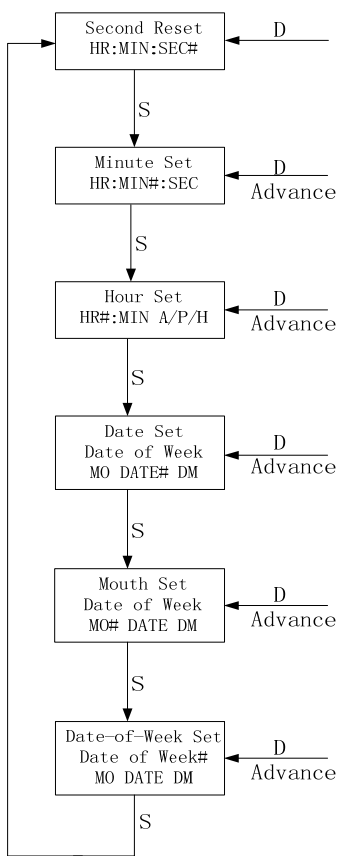 Second Reset
HR:MIN:SEC#
D
S
Minute Set
HR:MIN#:SEC
D
Advance
S
Hour Set
HR#:MIN A/P/H
D
Advance
S
Date Set
Date of Week
MO DATE# DM
D
Advance
S
Mouth Set
Date of Week
MO# DATE DM
D
Advance
S
Date-of-Week Set
Date of Week#
MO DATE DM
D
Advance
S